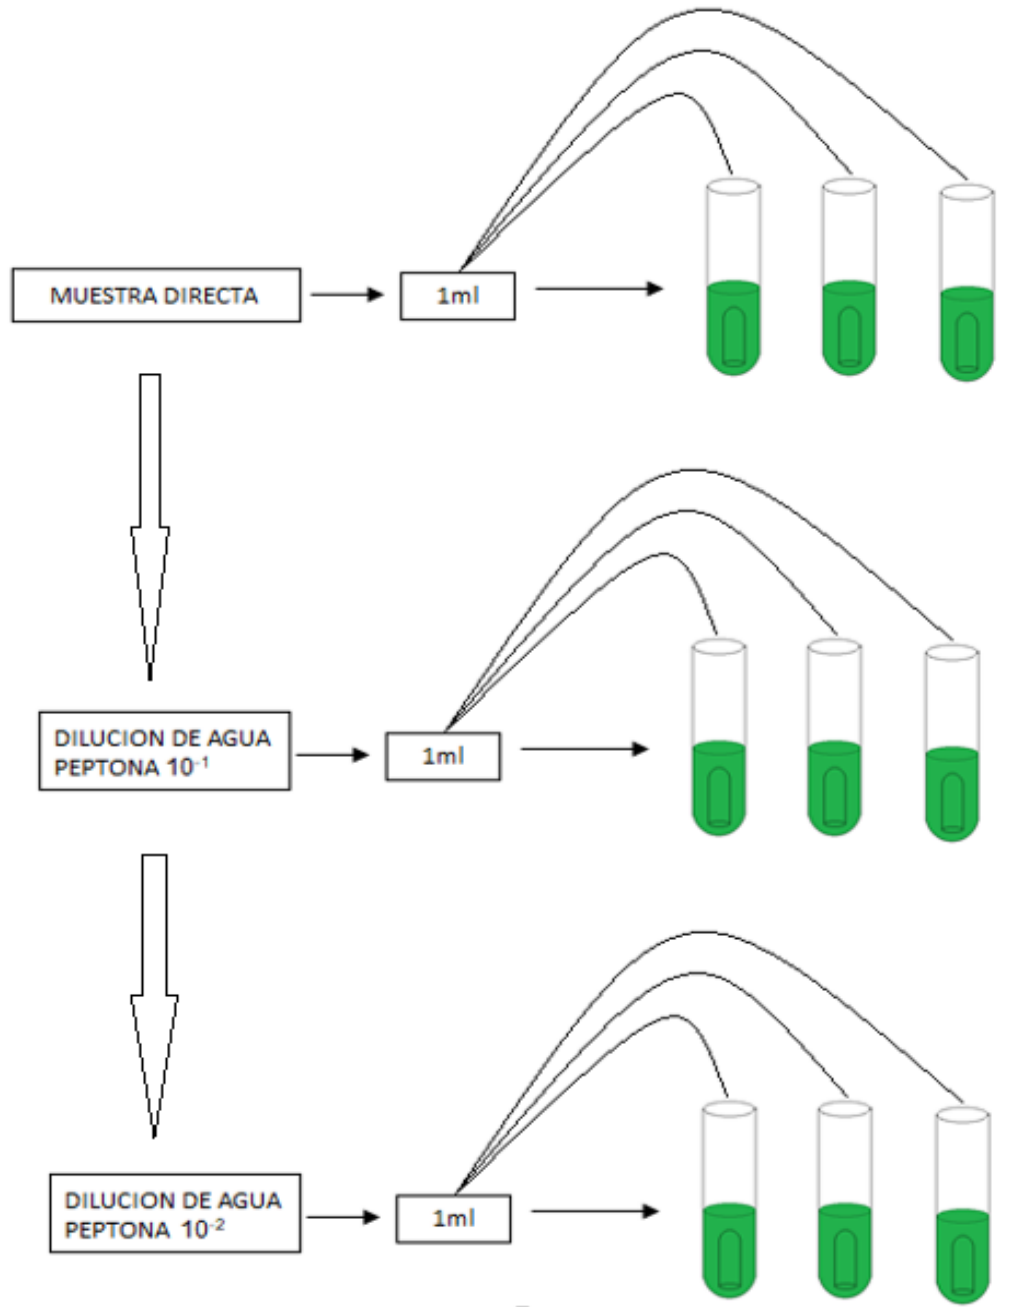 MUESTRA DIRECTA
1ml
DILUCION DE AGUA
PEPTONA 10⁻¹
1ml
DILUCION DE AGUA
PEPTONA 10⁻²
1ml